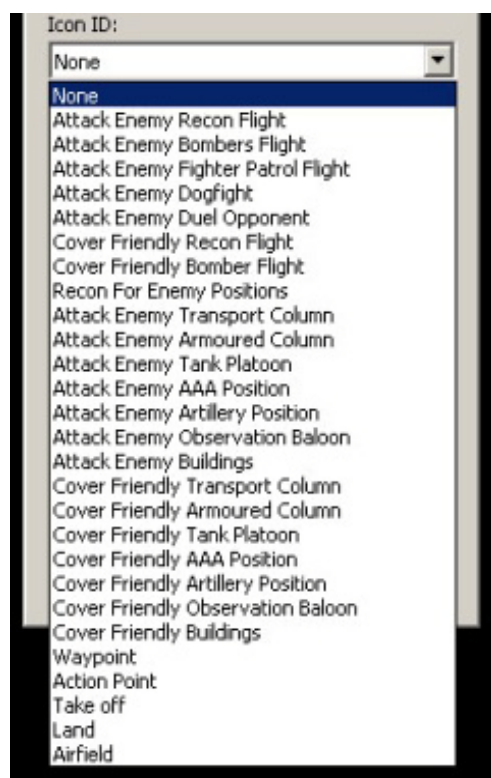 Icon ID:
None
None
Attack Enemy Recon Flight
Attack Enemy Bombers Flight
Attack Enemy Fighter Patrol Flight
Attack Enemy Dogfight
Attack Enemy Duel Opponent
Cover Friendly Recon Flight
Cover Friendly Bomber Flight
Recon For Enemy Positions
Attack Enemy Transport Column
Attack Enemy Armoured Column
Attack Enemy Tank Platoon
Attack Enemy AAA Position
Attack Enemy Artillery Position
Attack Enemy Observation Baloon
Attack Enemy Buildings
Cover Friendly Transport Column
Cover Friendly Armoured Column
Cover Friendly Tank Platoon
Cover Friendly AAA Position
Cover Friendly Artillery Position
Cover Friendly Observation Baloon
Cover Friendly Buildings
Waypoint
Action Point
Take off
Land
Airfield